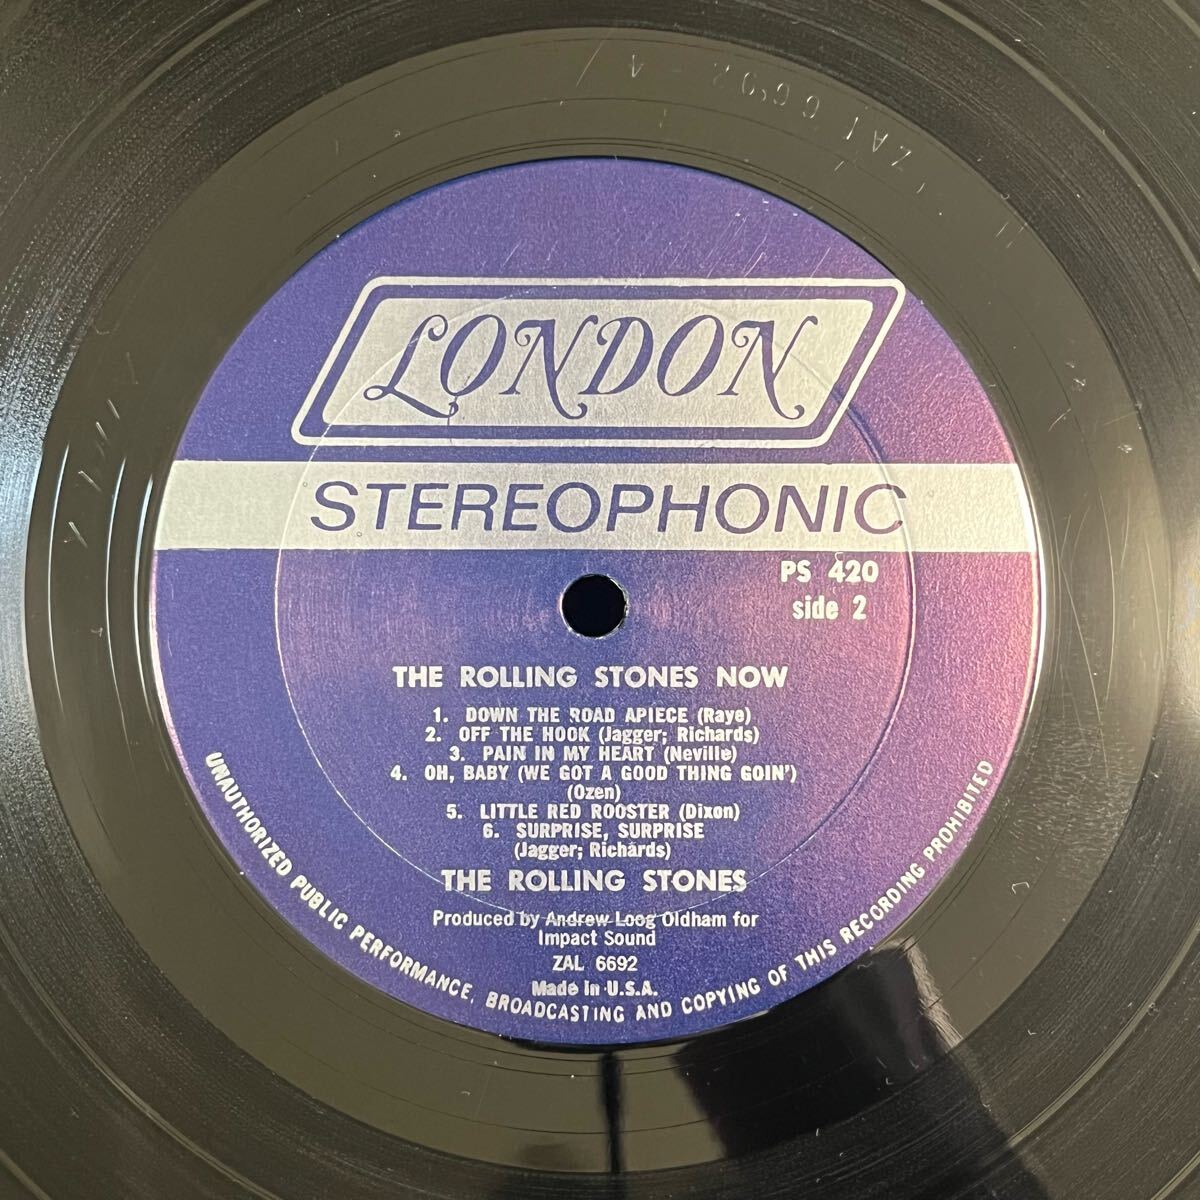 ZAL 6692-4
LONDON
STEREOPHONIC
PS 420
side 2
THE ROLLING STONES NOW
1. DOWN THE ROAD APIECE (Raye)
2. OFF THE HOOK (Jagger; Richards)
3. PAIN IN MY HEART (Neville)
4. OH, BABY (WE GOT A GOOD THING GOIN')
(Ozen)
5. LITTLE RED ROOSTER (Dixon)
6. SURPRISE, SURPRISE
(Jagger; Richards)
THE ROLLING STONES
Produced by Andrew Loog Oldham for
Impact Sound
ZAL 6692
Made in U.S.A.
UNAUTHORIZED PUBLIC PERFORMANCE, BROADCASTING AND COPYING OF THIS RECORDING PROHIBITED